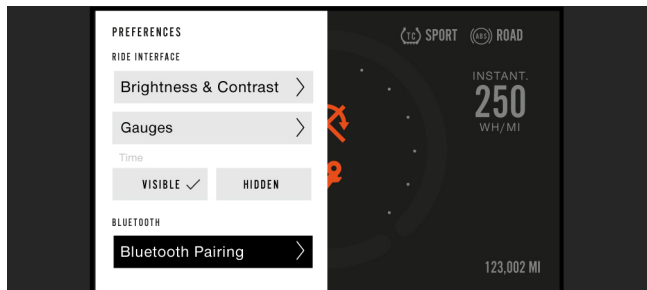 PREFERENCES
RIDE INTERFACE
Brightness & Contrast
Gauges
Time
VISIBLE
HIDDEN
BLUETOOTH
Bluetooth Pairing
TC SPORT
ABS ROAD
INSTANT.
250
WH/MI
123,002 MI